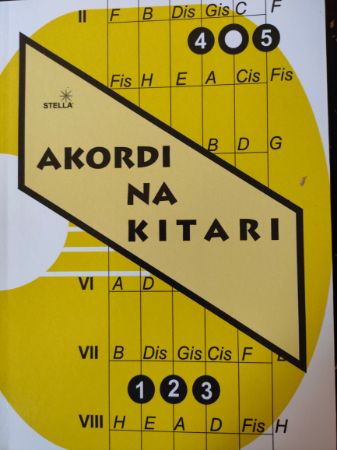 II F B Dis Gis C F
4 5
Fis H E A Cis Fis
STELLA
B D G
AKORDI
NA
KITARI
VI A D
VII B Dis Gis Cis F
1 2 3
VIII H E A D Fis H